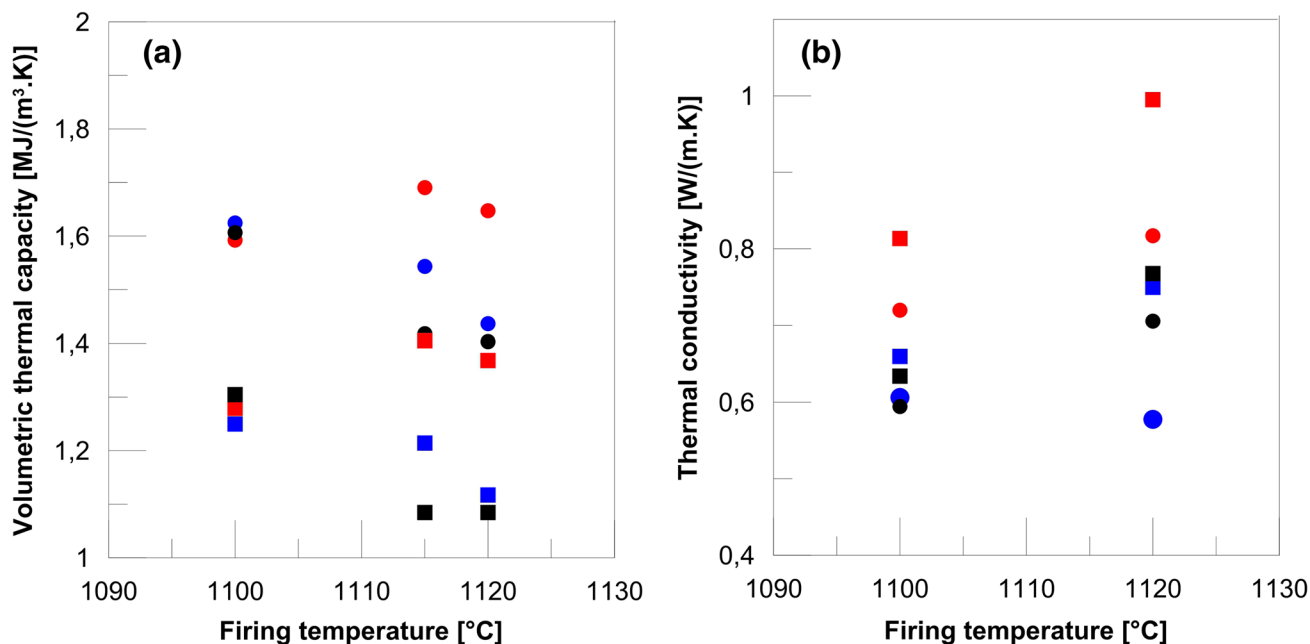 (a)
Volumetric thermal capacity [MJ/(m³.K)]
2
1,8
1,6
1,4
1,2
1
1090 1100 1110 1120 1130
Firing temperature [°C]
(b)
Thermal conductivity [W/(m.K)]
1
0,8
0,6
0,4
1090 1100 1110 1120 1130
Firing temperature [°C]